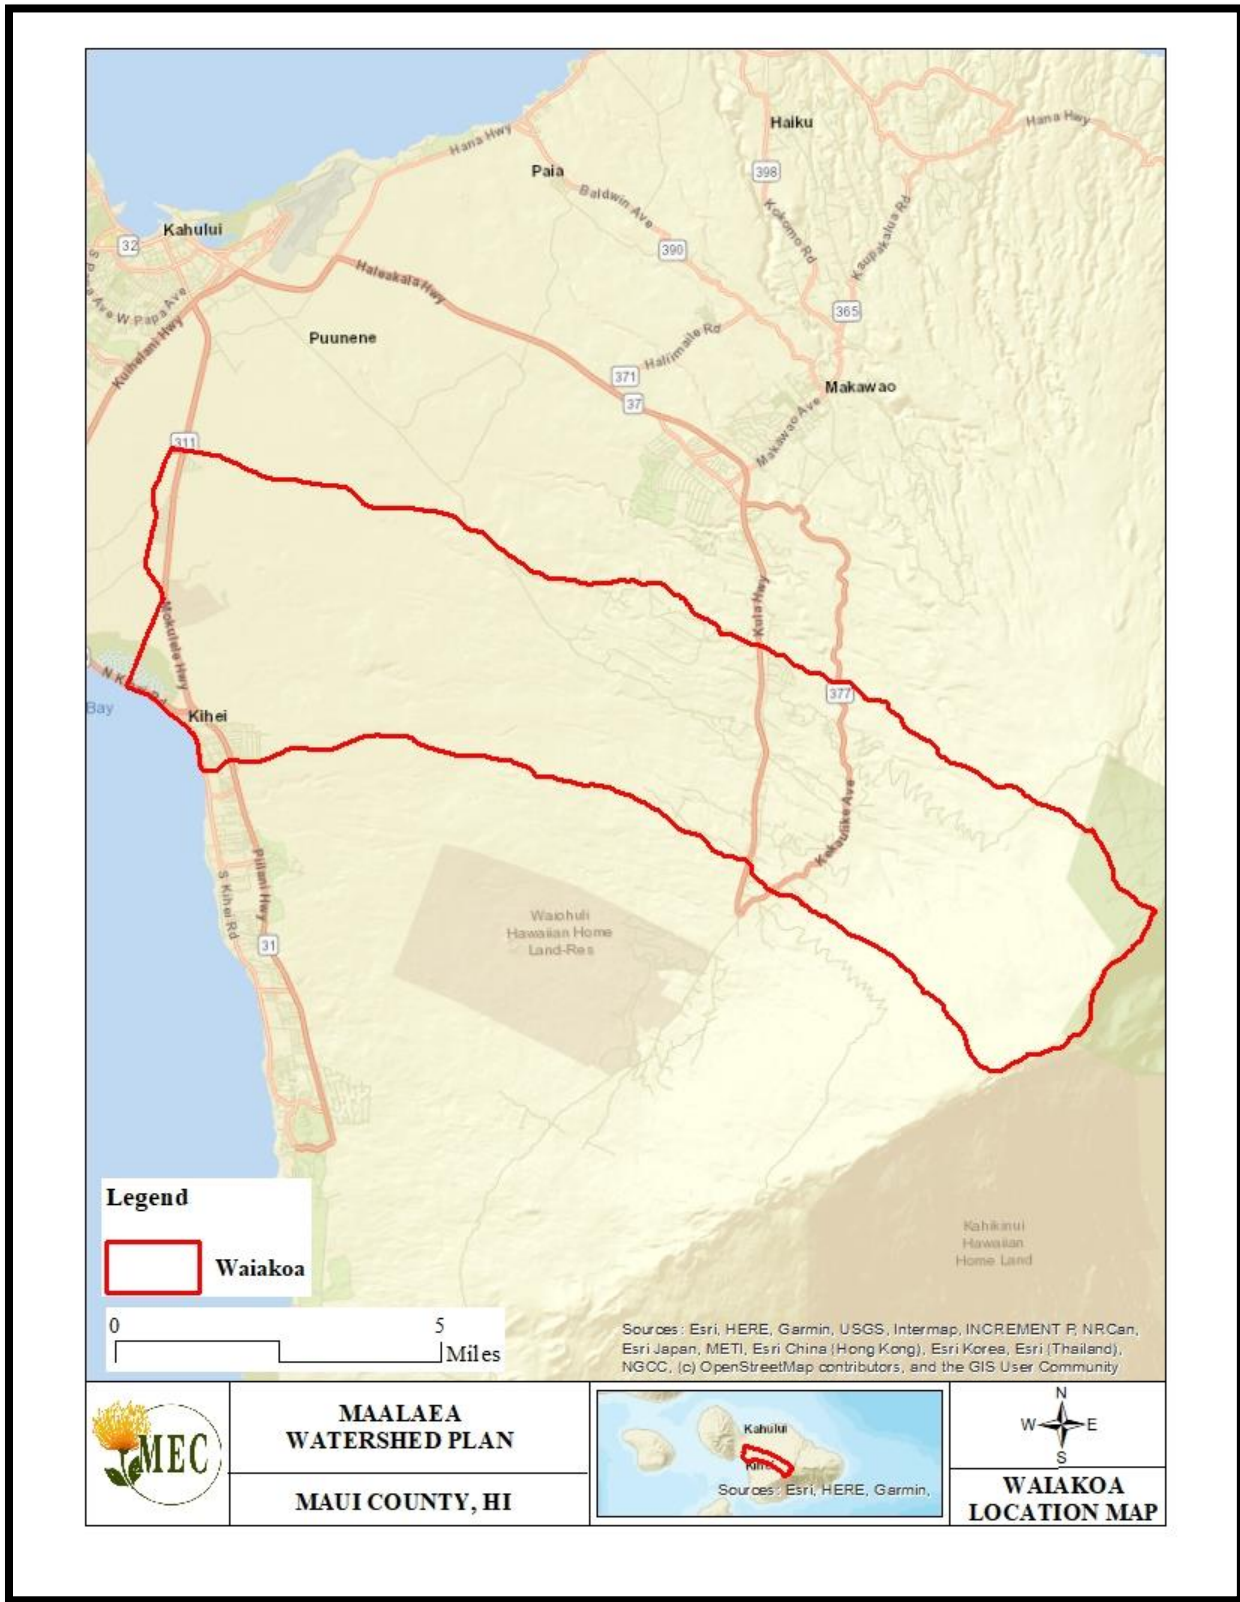 Haiku
Hana Hwy
Hana Hwy
Paia
398
Baldwin Ave
Kokomo Rd
Kaupakalua Rd
Kahului
32
390
Haleakala Hwy
W Papa Ave
365
Puunene
Haliimaile Rd
Kuihelani Hwy
371
37
Makawao
Makawao Ave
311
Kula Hwy
Mokulele Hwy
377
Bay
Kihei
Kekaulike Ave
Piilani Hwy
S Kihei Rd
31
Waiohuli
Hawaiian Home
Land-Res
Kahikinui
Hawaiian
Home Land
Legend
Waiakoa
0 5
Miles
Sources: Esri, HERE, Garmin, USGS, Intermap, INCREMENT P, NRCan,
Esri Japan, METI, Esri China (Hong Kong), Esri Korea, Esri (Thailand),
NGCC, (c) OpenStreetMap contributors, and the GIS User Community
MEC
MAALAEA
WATERSHED PLAN
MAUI COUNTY, HI
Kahului
Sources: Esri, HERE, Garmin,
N
W E
S
WAIAKOA
LOCATION MAP